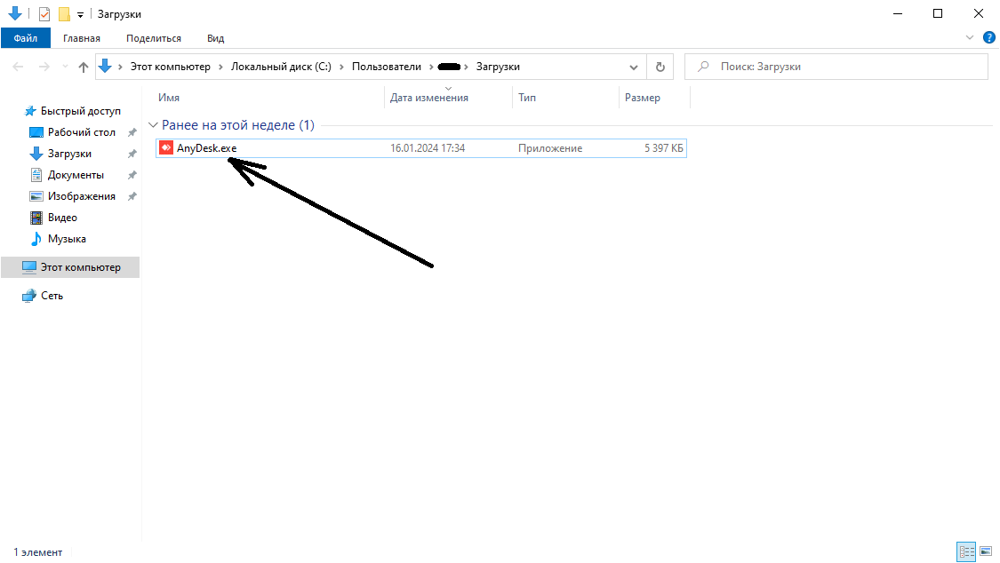 Загрузки
Файл Главная Поделиться Вид ?
Этот компьютер Локальный диск (C:) Пользователи Загрузки Поиск: Загрузки
Имя Дата изменения Тип Размер
Быстрый доступ
Рабочий стол
Загрузки
Документы
Изображения
Видео
Музыка
Этот компьютер
Сеть
Ранее на этой неделе (1)
AnyDesk.exe 16.01.2024 17:34 Приложение 5 397 КБ
1 элемент